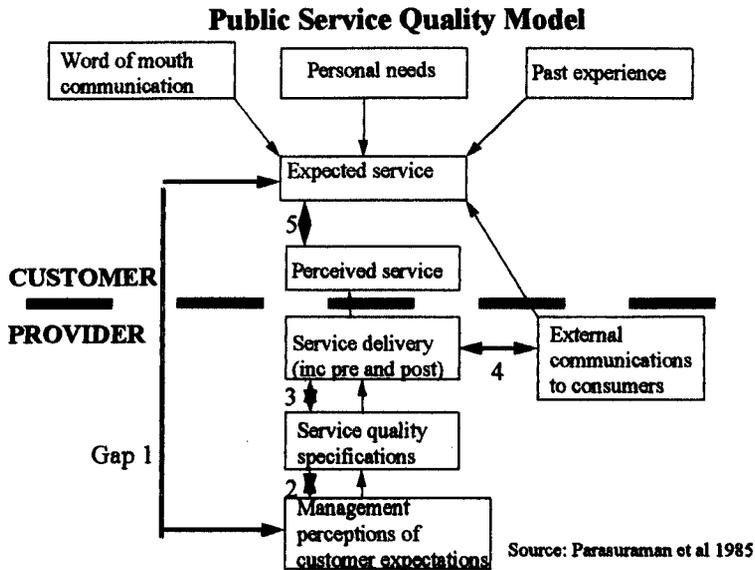 Public Service Quality Model
Word of mouth
communication
Personal needs
Past experience
Expected service
5
Perceived service
CUSTOMER
PROVIDER
Service delivery
(inc pre and post)
4
External
communications
to consumers
3
Service quality
specifications
Gap 1
2
Management
perceptions of
customer expectations
Source: Parasuraman et al 1985